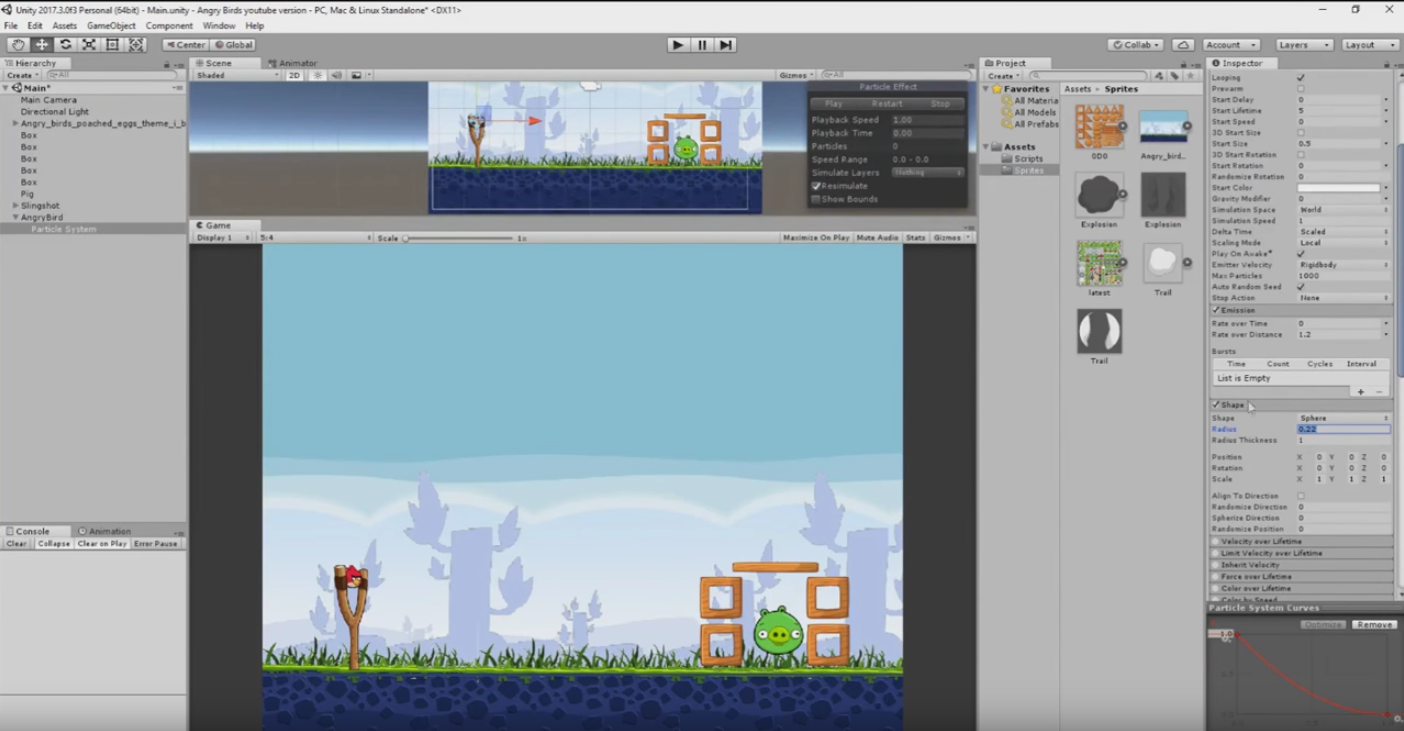 Unity 2017.3.0f3 Personal (64bit) - Main.unity - Angry Birds youtube version - PC, Mac & Linux Standalone* <DX11>
File Edit Assets GameObject Component Window Help
Center Global
Collab Account Layers Layout
Hierarchy
Create All
Main*
Main Camera
Directional Light
Angry_birds_poached_eggs_theme_i_b
Box
Box
Box
Box
Box
Pig
Slingshot
AngryBird
Particle System
Console Animation
Clear Collapse Clear on Play Error Pause
Scene Animator
Shaded 2D Gizmos All
Particle Effect
Play Restart Stop
Playback Speed 1.00
Playback Time 0.00
Particles 0
Speed Range 0.0 - 0.0
Simulate Layers Nothing
Resimulate
Show Bounds
Game
Display 1 5:4 Scale 1x Maximize On Play Mute Audio Stats Gizmos
Project
Create
Favorites
All Materia
All Models
All Prefabs
Assets
Scripts
Sprites
Assets Sprites
0D0 Angry_bird...
Explosion Explosion
latest Trail
Trail
Inspector
Looping
Prewarm
Start Delay 0
Start Lifetime 5
Start Speed 0
3D Start Size
Start Size 0.5
3D Start Rotation
Start Rotation 0
Randomize Rotation 0
Start Color
Gravity Modifier 0
Simulation Space World
Simulation Speed 1
Delta Time Scaled
Scaling Mode Local
Play On Awake*
Emitter Velocity Rigidbody
Max Particles 1000
Auto Random Seed
Stop Action None
Emission
Rate over Time 0
Rate over Distance 1.2
Bursts
Time Count Cycles Interval
List is Empty
Shape
Shape Sphere
Radius 0.22
Radius Thickness 1
Position X 0 Y 0 Z 0
Rotation X 0 Y 0 Z 0
Scale X 1 Y 1 Z 1
Align To Direction
Randomize Direction 0
Spherize Direction 0
Randomize Position 0
Velocity over Lifetime
Limit Velocity over Lifetime
Inherit Velocity
Force over Lifetime
Color over Lifetime
Color by Speed
Particle System Curves
Optimize Remove
1.0